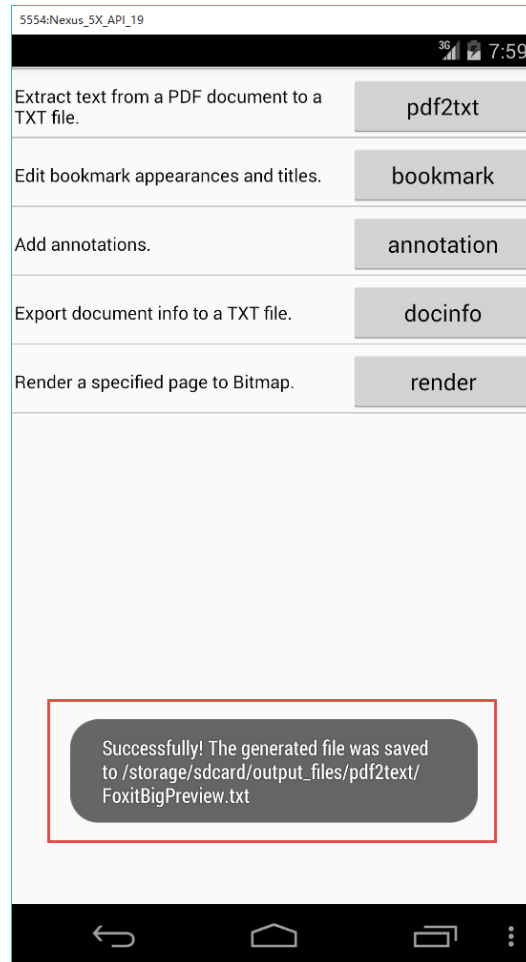 5554:Nexus_5X_API_19
3G 7:59
Extract text from a PDF document to a
TXT file.
pdf2txt
Edit bookmark appearances and titles.
bookmark
Add annotations.
annotation
Export document info to a TXT file.
docinfo
Render a specified page to Bitmap.
render
Successfully! The generated file was saved
to /storage/sdcard/output_files/pdf2text/
FoxitBigPreview.txt